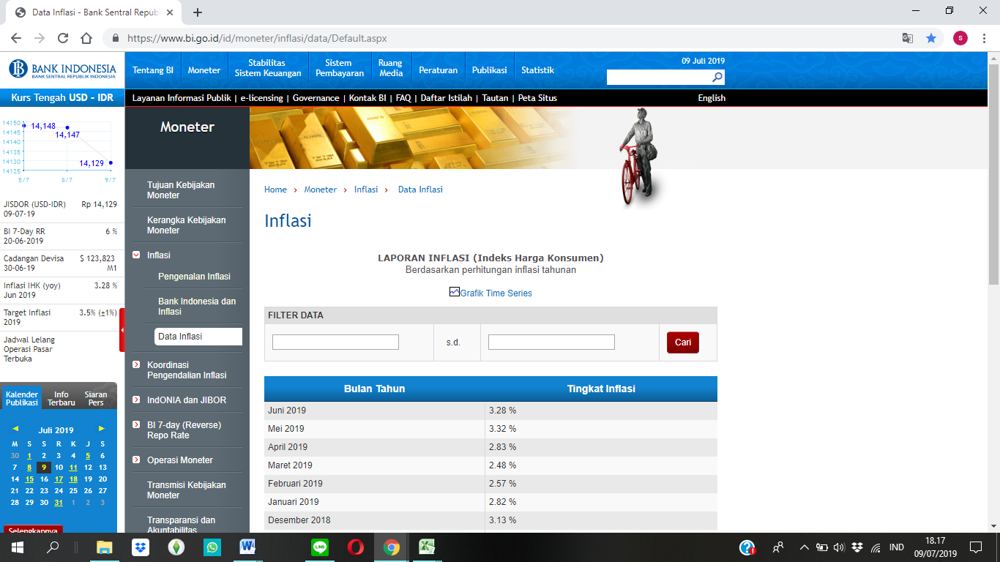 Data Inflasi - Bank Sentral Republ
https://www.bi.go.id/id/moneter/inflasi/data/Default.aspx
S
BANK INDONESIA
BANK SENTRAL REPUBLIK INDONESIA
Tentang BI
Moneter
Stabilitas
Sistem Keuangan
Sistem
Pembayaran
Ruang
Media
Peraturan
Publikasi
Statistik
09 Juli 2019
Kurs Tengah USD - IDR
Layanan Informasi Publik | e-licensing | Governance | Kontak BI | FAQ | Daftar Istilah | Tautan | Peta Situs
English
14150
14145
14140
14135
14130
14125
14,148
14,147
14,129
5/7 8/7 9/7
JISDOR (USD-IDR) Rp 14,129
09-07-19
BI 7-Day RR 6 %
20-06-2019
Cadangan Devisa $ 123,823
30-06-19 M1
Inflasi IHK (yoy) 3.28 %
Jun 2019
Target Inflasi 3.5% (±1%)
2019
Jadwal Lelang
Operasi Pasar
Terbuka
Kalender
Publikasi
Info
Terbaru
Siaran
Pers
Juli 2019
M S S R K J S
30 1 2 3 4 5 6
7 8 9 10 11 12 13
14 15 16 17 18 19 20
21 22 23 24 25 26 27
28 29 30 31 1 2 3
Selengkapnya
Moneter
Tujuan Kebijakan
Moneter
Kerangka Kebijakan
Moneter
Inflasi
Pengenalan Inflasi
Bank Indonesia dan
Inflasi
Data Inflasi
Koordinasi
Pengendalian Inflasi
IndONIA dan JIBOR
BI 7-day (Reverse)
Repo Rate
Operasi Moneter
Transmisi Kebijakan
Moneter
Transparansi dan
Akuntabilitas
Home > Moneter > Inflasi > Data Inflasi
Inflasi
LAPORAN INFLASI (Indeks Harga Konsumen)
Berdasarkan perhitungan inflasi tahunan
Grafik Time Series
FILTER DATA
s.d.
Cari
Bulan Tahun Tingkat Inflasi
Juni 2019 3.28 %
Mei 2019 3.32 %
April 2019 2.83 %
Maret 2019 2.48 %
Februari 2019 2.57 %
Januari 2019 2.82 %
Desember 2018 3.13 %
LINE
IND
18.17
09/07/2019